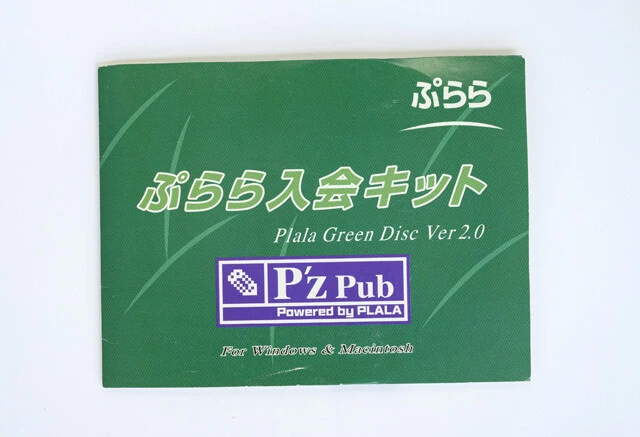 ぷらら
ぷらら入会キット
Plala Green Disc Ver 2.0
P'z Pub
Powered by PLALA
For Windows & Macintosh